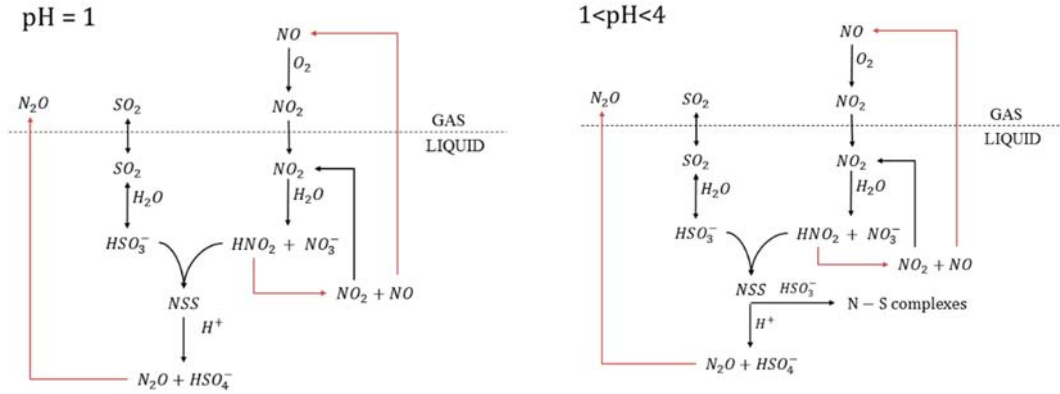 pH = 1
NO
O₂
N₂O
SO₂
NO₂
GAS
LIQUID
SO₂
NO₂
H₂O
H₂O
HSO₃⁻
HNO₂ + NO₃⁻
NO₂ + NO
NSS
H⁺
N₂O + HSO₄⁻
1<pH<4
NO
O₂
N₂O
SO₂
NO₂
GAS
LIQUID
SO₂
NO₂
H₂O
H₂O
HSO₃⁻
HNO₂ + NO₃⁻
NO₂ + NO
NSS
HSO₃⁻
N − S complexes
H⁺
N₂O + HSO₄⁻